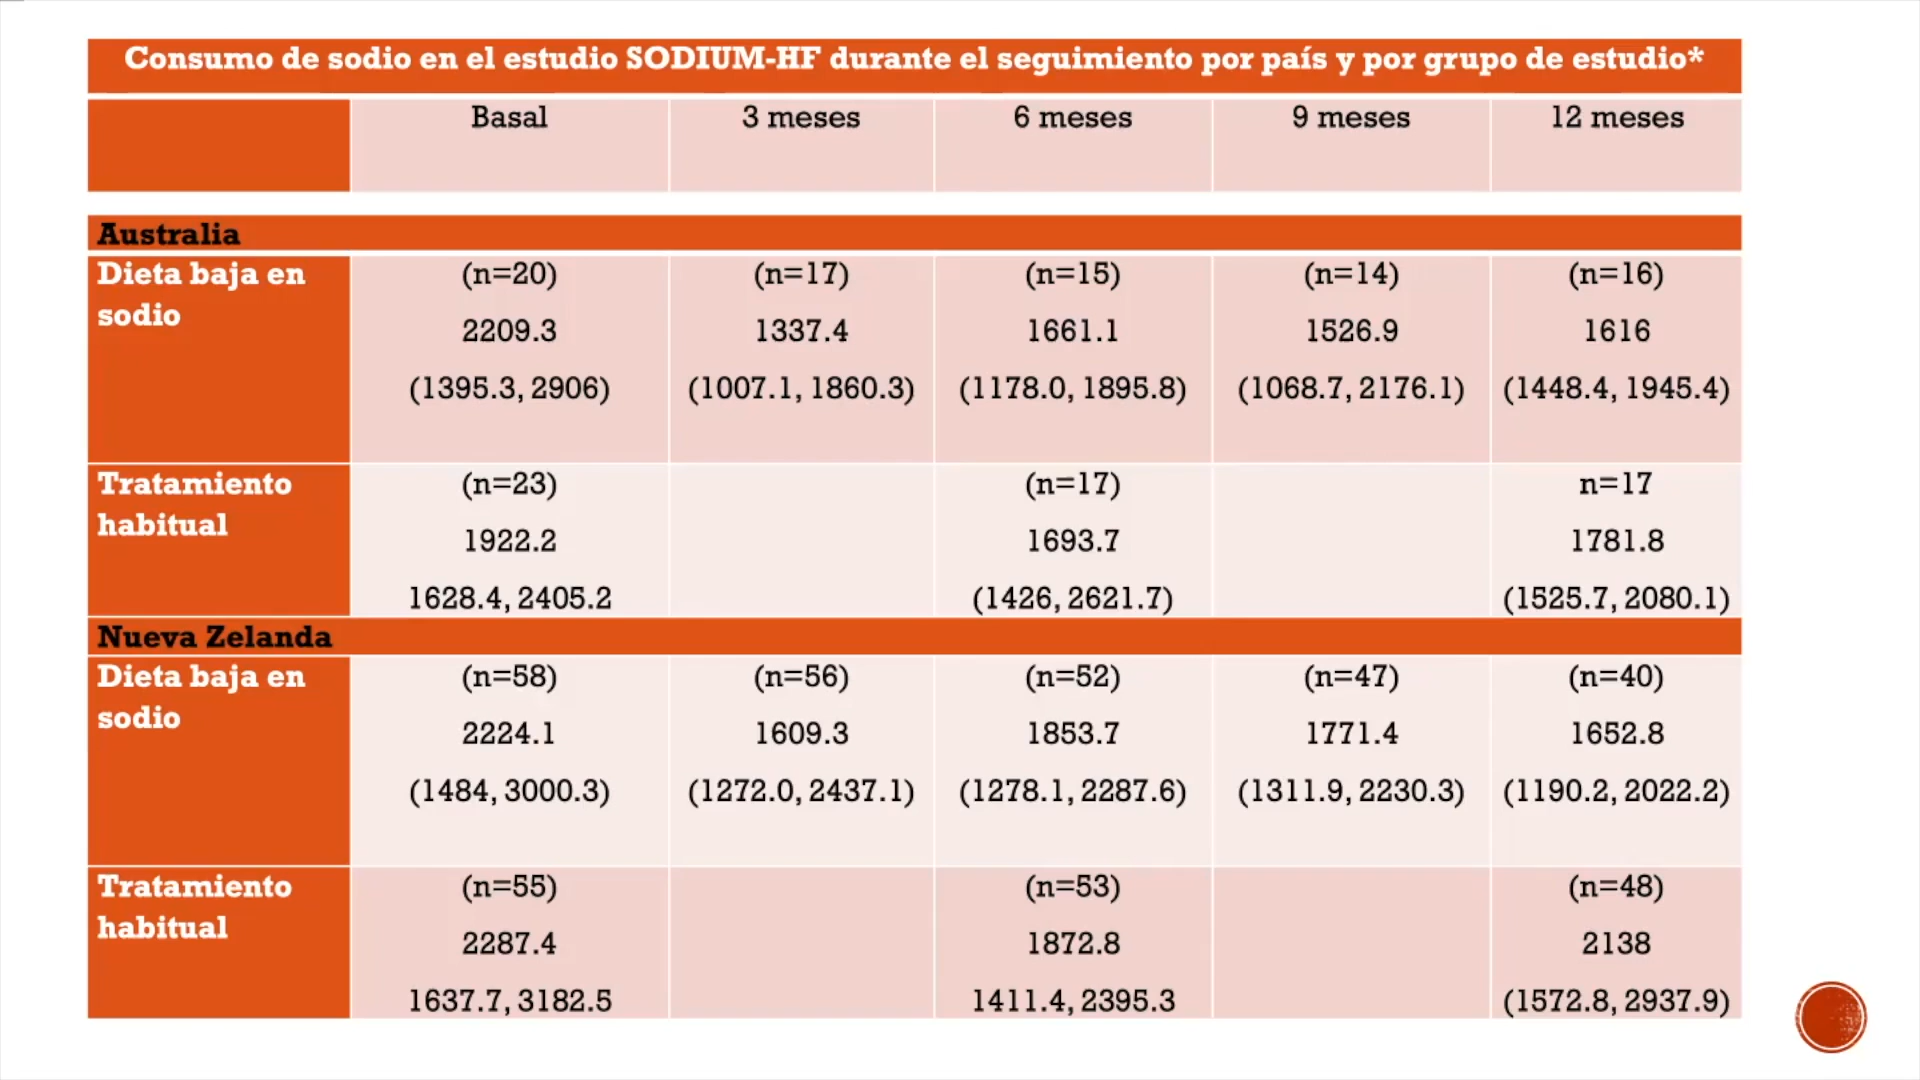 Consumo de sodio en el estudio SODIUM-HF durante el seguimiento por país y por grupo de estudio*
Basal 3 meses 6 meses 9 meses 12 meses
Australia
Dieta baja en sodio (n=20) (n=17) (n=15) (n=14) (n=16)
2209.3 1337.4 1661.1 1526.9 1616
(1395.3, 2906) (1007.1, 1860.3) (1178.0, 1895.8) (1068.7, 2176.1) (1448.4, 1945.4)
Tratamiento habitual (n=23) (n=17) n=17
1922.2 1693.7 1781.8
1628.4, 2405.2 (1426, 2621.7) (1525.7, 2080.1)
Nueva Zelanda
Dieta baja en sodio (n=58) (n=56) (n=52) (n=47) (n=40)
2224.1 1609.3 1853.7 1771.4 1652.8
(1484, 3000.3) (1272.0, 2437.1) (1278.1, 2287.6) (1311.9, 2230.3) (1190.2, 2022.2)
Tratamiento habitual (n=55) (n=53) (n=48)
2287.4 1872.8 2138
1637.7, 3182.5 1411.4, 2395.3 (1572.8, 2937.9)